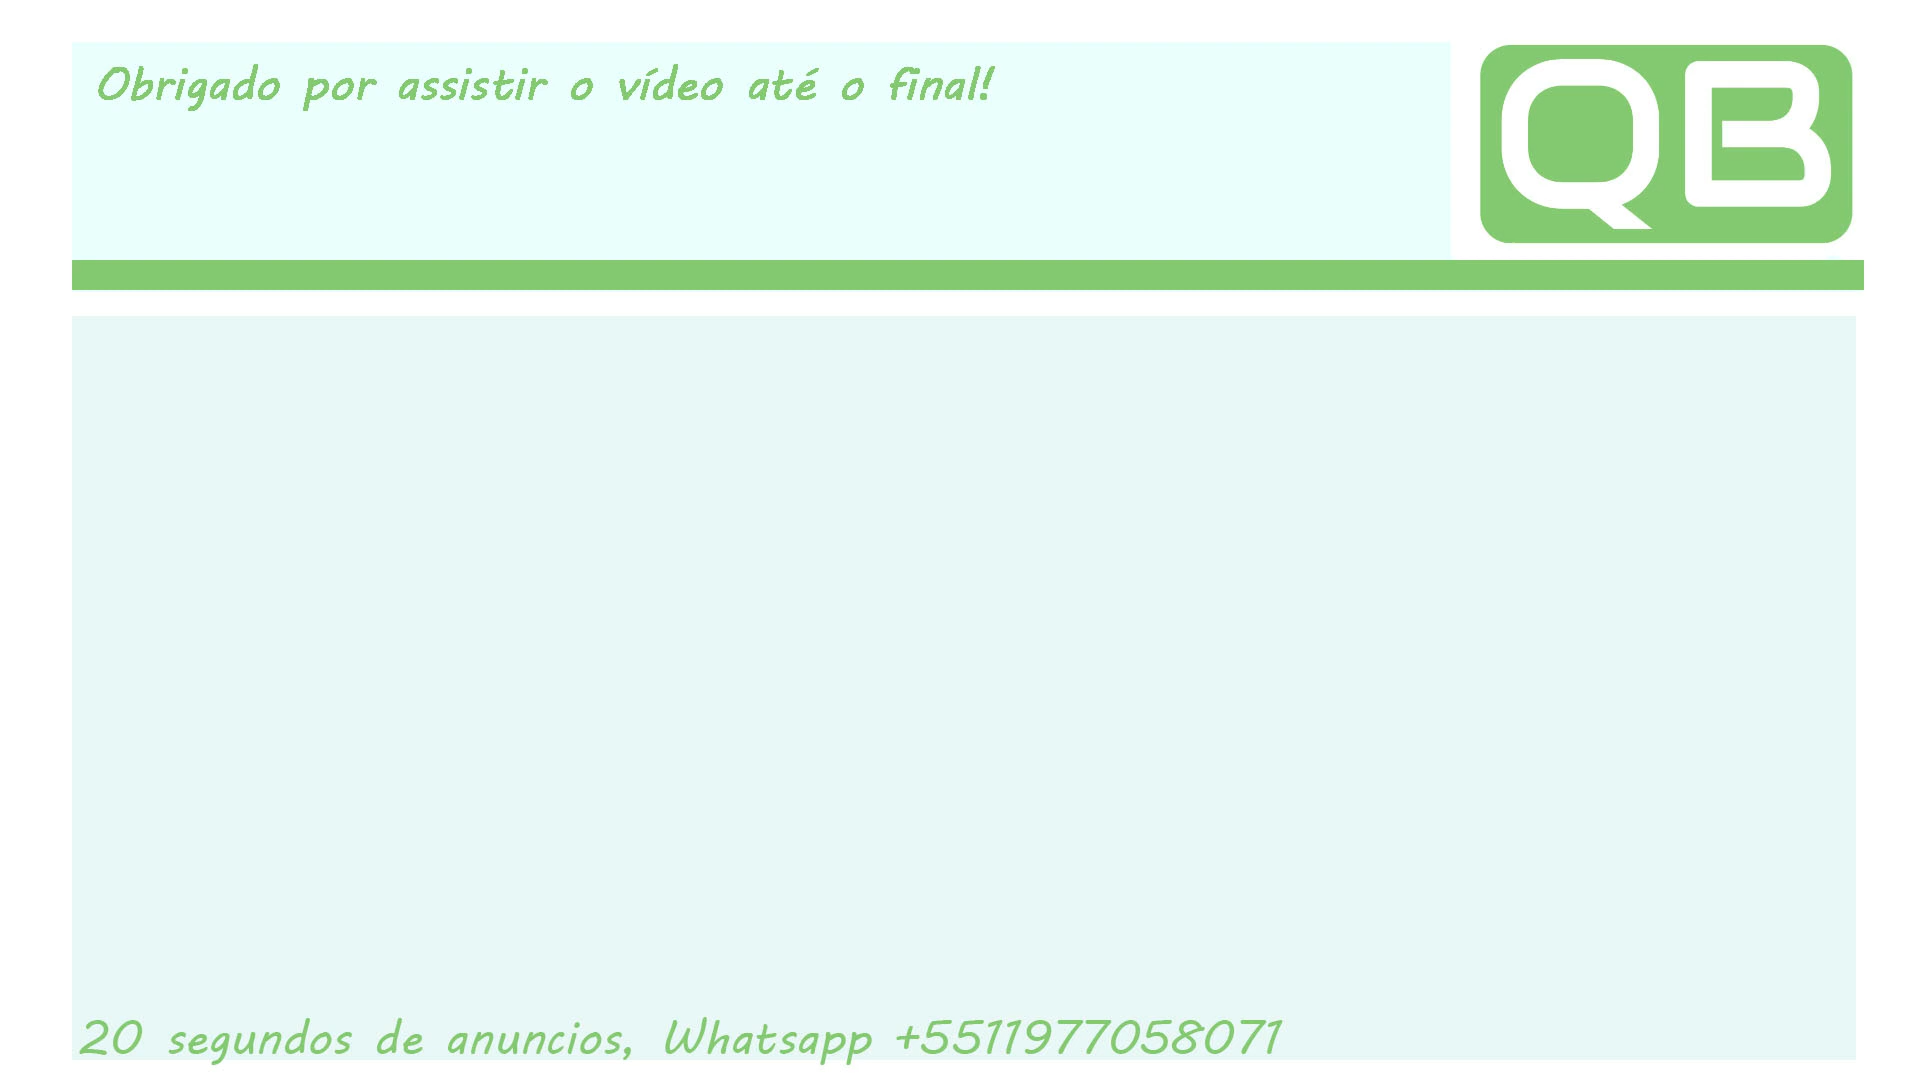 Obrigado por assistir o vídeo até o final!
QB
20 segundos de anuncios, Whatsapp +5511977058071